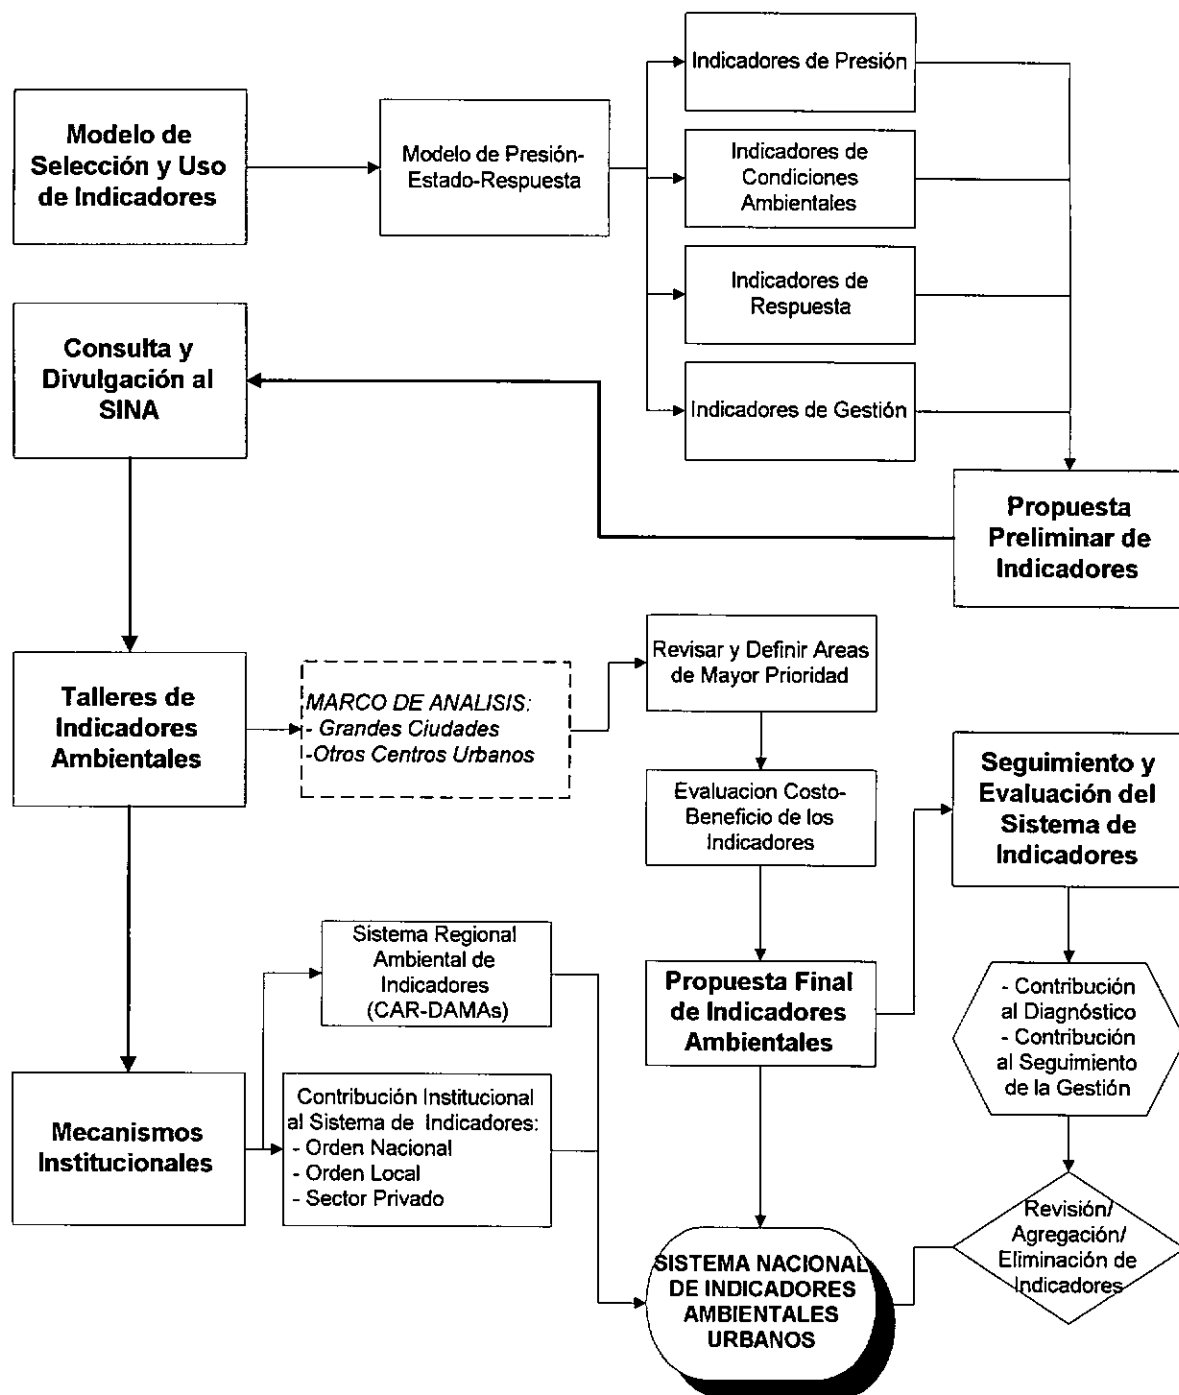 Modelo de
Selección y Uso
de Indicadores
Modelo de Presión-
Estado-Respuesta
Indicadores de Presión
Indicadores de
Condiciones
Ambientales
Indicadores de
Respuesta
Indicadores de Gestión
Propuesta
Preliminar de
Indicadores
Consulta y
Divulgación al
SINA
Talleres de
Indicadores
Ambientales
MARCO DE ANALISIS:
- Grandes Ciudades
-Otros Centros Urbanos
Revisar y Definir Areas
de Mayor Prioridad
Evaluacion Costo-
Beneficio de los
Indicadores
Propuesta Final
de Indicadores
Ambientales
Seguimiento y
Evaluación del
Sistema de
Indicadores
- Contribución
al Diagnóstico
- Contribución
al Seguimiento
de la Gestión
Revisión/
Agregación/
Eliminación de
Indicadores
Mecanismos
Institucionales
Sistema Regional
Ambiental de
Indicadores
(CAR-DAMAs)
Contribución Institucional
al Sistema de Indicadores:
- Orden Nacional
- Orden Local
- Sector Privado
SISTEMA NACIONAL
DE INDICADORES
AMBIENTALES
URBANOS